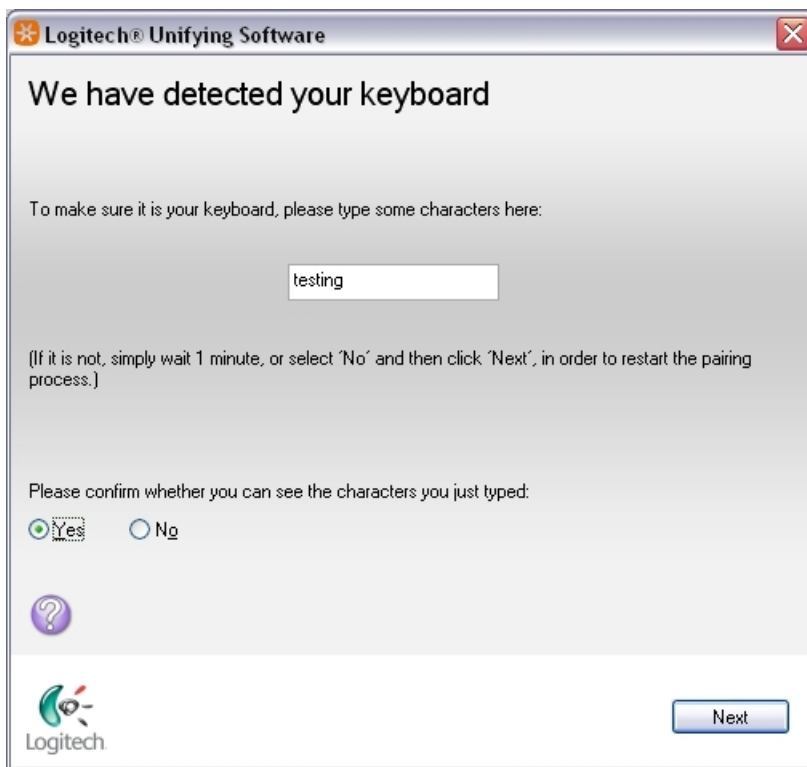 Logitech® Unifying Software
We have detected your keyboard
To make sure it is your keyboard, please type some characters here:
testing
(If it is not, simply wait 1 minute, or select ´No´ and then click ´Next´, in order to restart the pairing
process.)
Please confirm whether you can see the characters you just typed:
Yes No
?
Logitech
Next